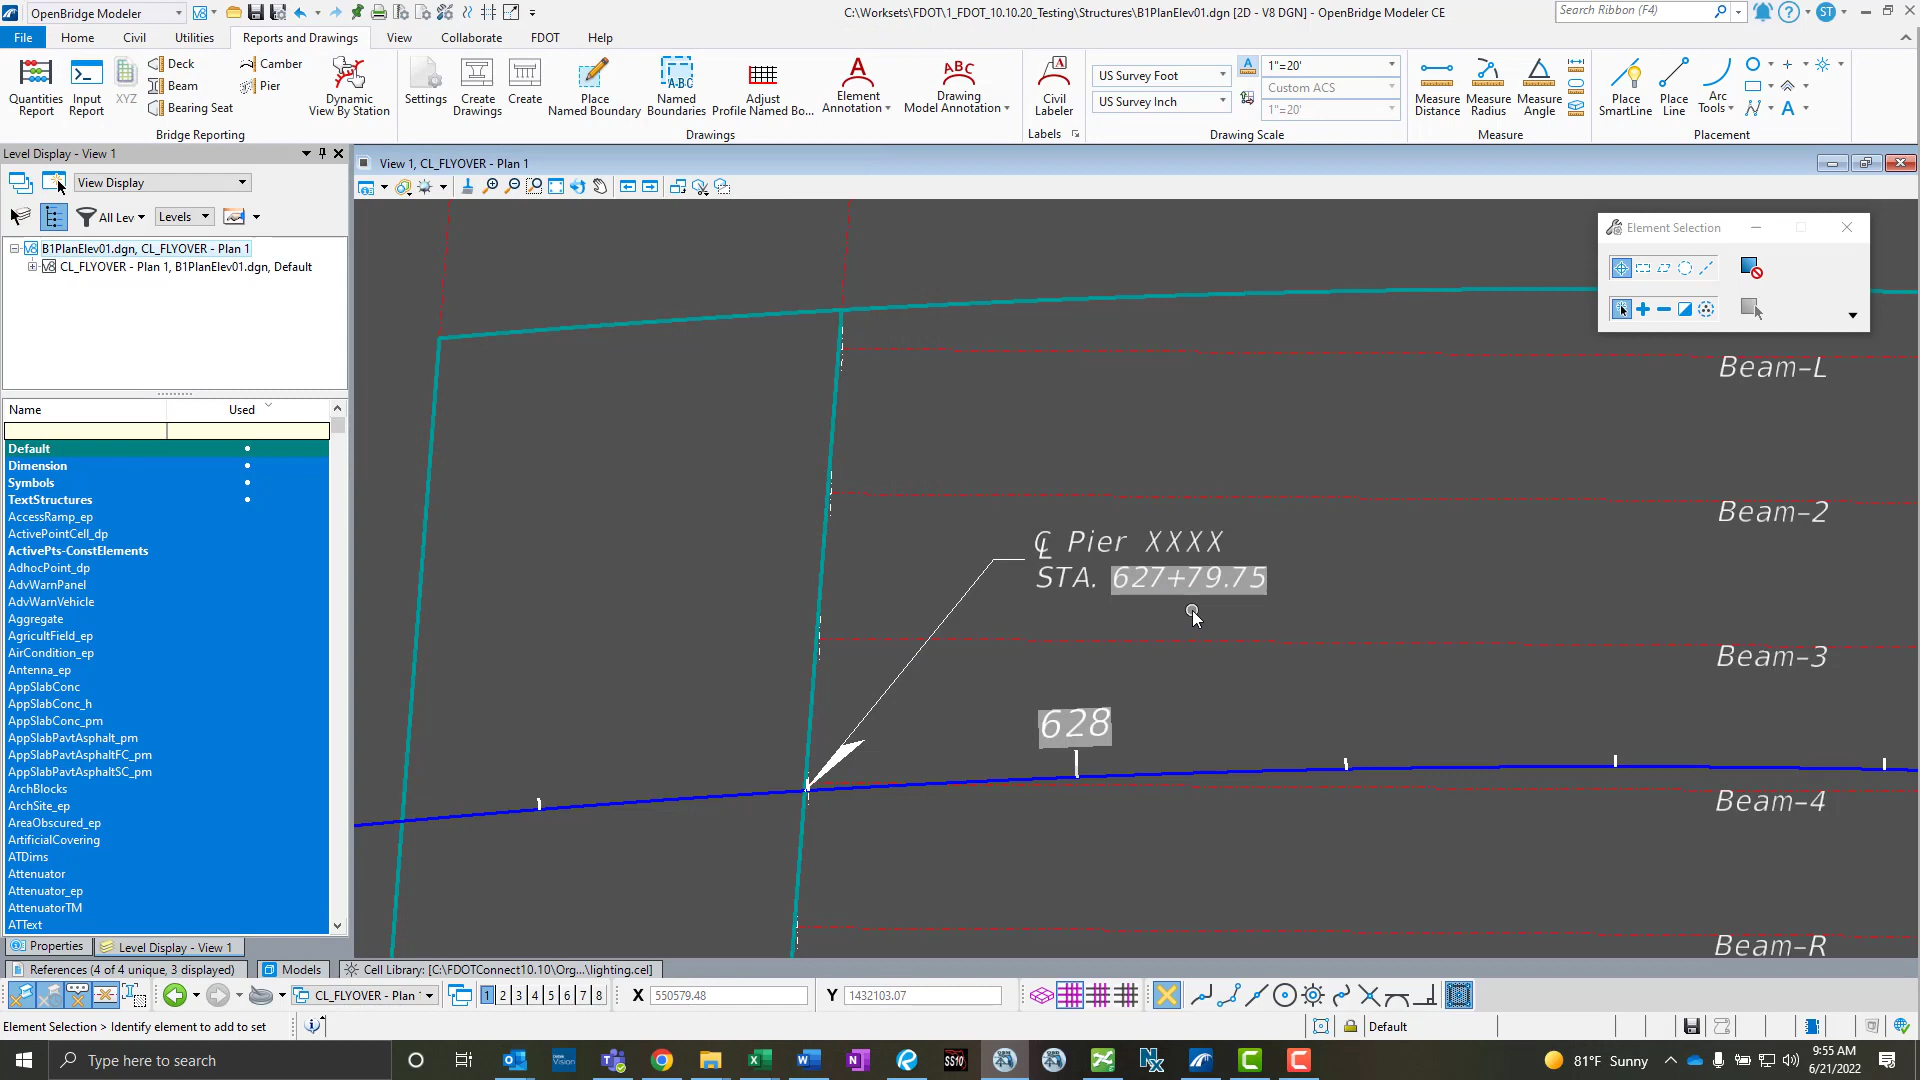 OpenBridge Modeler
C:\Worksets\FDOT\1_FDOT_10.10.20_Testing\Structures\B1PlanElev01.dgn [2D - V8 DGN] - OpenBridge Modeler CE
Search Ribbon (F4)
ST
File
Home
Civil
Utilities
Reports and Drawings
View
Collaborate
FDOT
Help
Quantities Report
Input Report
XYZ
Deck
Beam
Bearing Seat
Camber
Pier
Dynamic View By Station
Bridge Reporting
Settings
Create Drawings
Create
Place Named Boundary
Named Boundaries
Adjust Profile Named Bo...
Element Annotation
Drawing Model Annotation
Drawings
Civil Labeler
Labels
US Survey Foot
US Survey Inch
1"=20'
Custom ACS
1"=20'
Drawing Scale
Measure Distance
Measure Radius
Measure Angle
Measure
Place SmartLine
Place Line
Arc Tools
Placement
Level Display - View 1
View Display
All Lev
Levels
B1PlanElev01.dgn, CL_FLYOVER - Plan 1
CL_FLYOVER - Plan 1, B1PlanElev01.dgn, Default
Name
Used
Default
Dimension
Symbols
TextStructures
AccessRamp_ep
ActivePointCell_dp
ActivePts-ConstElements
AdhocPoint_dp
AdvWarnPanel
AdvWarnVehicle
Aggregate
AgricultField_ep
AirCondition_ep
Antenna_ep
AppSlabConc
AppSlabConc_h
AppSlabConc_pm
AppSlabPavtAsphalt_pm
AppSlabPavtAsphaltFC_pm
AppSlabPavtAsphaltSC_pm
ArchBlocks
ArchSite_ep
AreaObscured_ep
ArtificialCovering
ATDims
Attenuator
Attenuator_ep
AttenuatorTM
ATText
Properties
Level Display - View 1
View 1, CL_FLYOVER - Plan 1
Element Selection
Beam-L
Beam-2
℄ Pier XXXX
STA. 627+79.75
Beam-3
628
Beam-4
Beam-R
References (4 of 4 unique, 3 displayed)
Models
Cell Library: [C:\FDOTConnect10.10\Org...\lighting.cel]
CL_FLYOVER - Plan
1 2 3 4 5 6 7 8
X 550579.48
Y 1432103.07
Element Selection > Identify element to add to set
Default
Type here to search
SS10
81°F Sunny
9:55 AM
6/21/2022